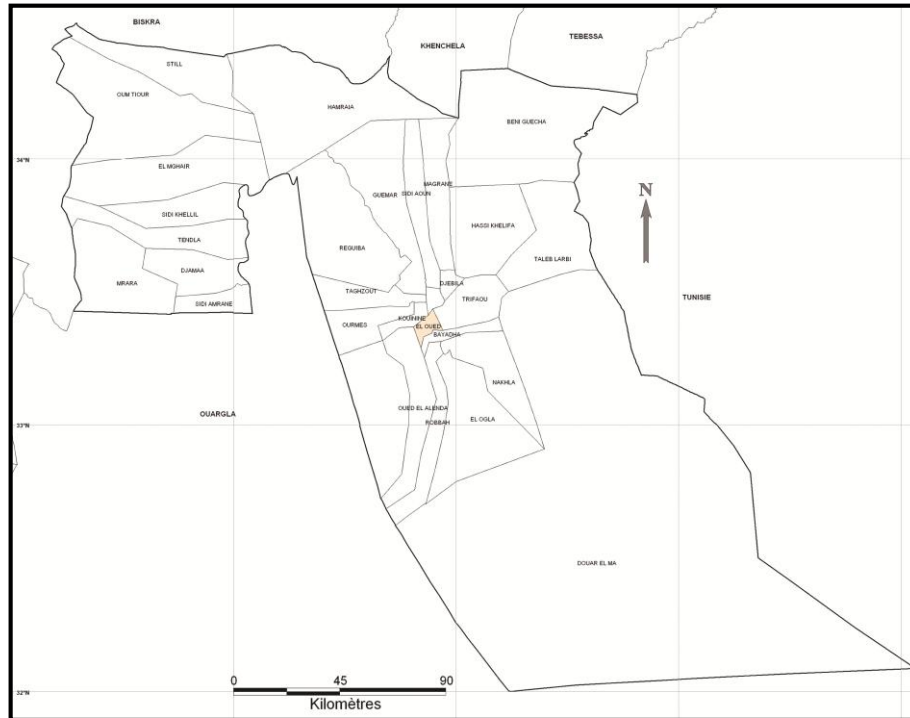 BISKRA
KHENCHELA
TEBESSA
STILL
OUM TIOUR
HAMRAIA
BENI GUECHA
34°N
EL MGHAIR
GUEMAR
SIDI AOUN
MAGRANE
SIDI KHELLIL
HASSI KHELIFA
N
TENDLA
REGUIBA
TALEB LARBI
DJAMAA
MRARA
TAGHZOUT
DJEBILA
SIDI AMRANE
TRIFAOU
TUNISIE
OURMES
KOUININE
EL OUED
BAYADHA
NAKHLA
OUARGLA
OUED EL ALENDA
EL OGLA
ROBBAH
33°N
DOUAR EL MA
0 45 90
32°N
Kilomètres